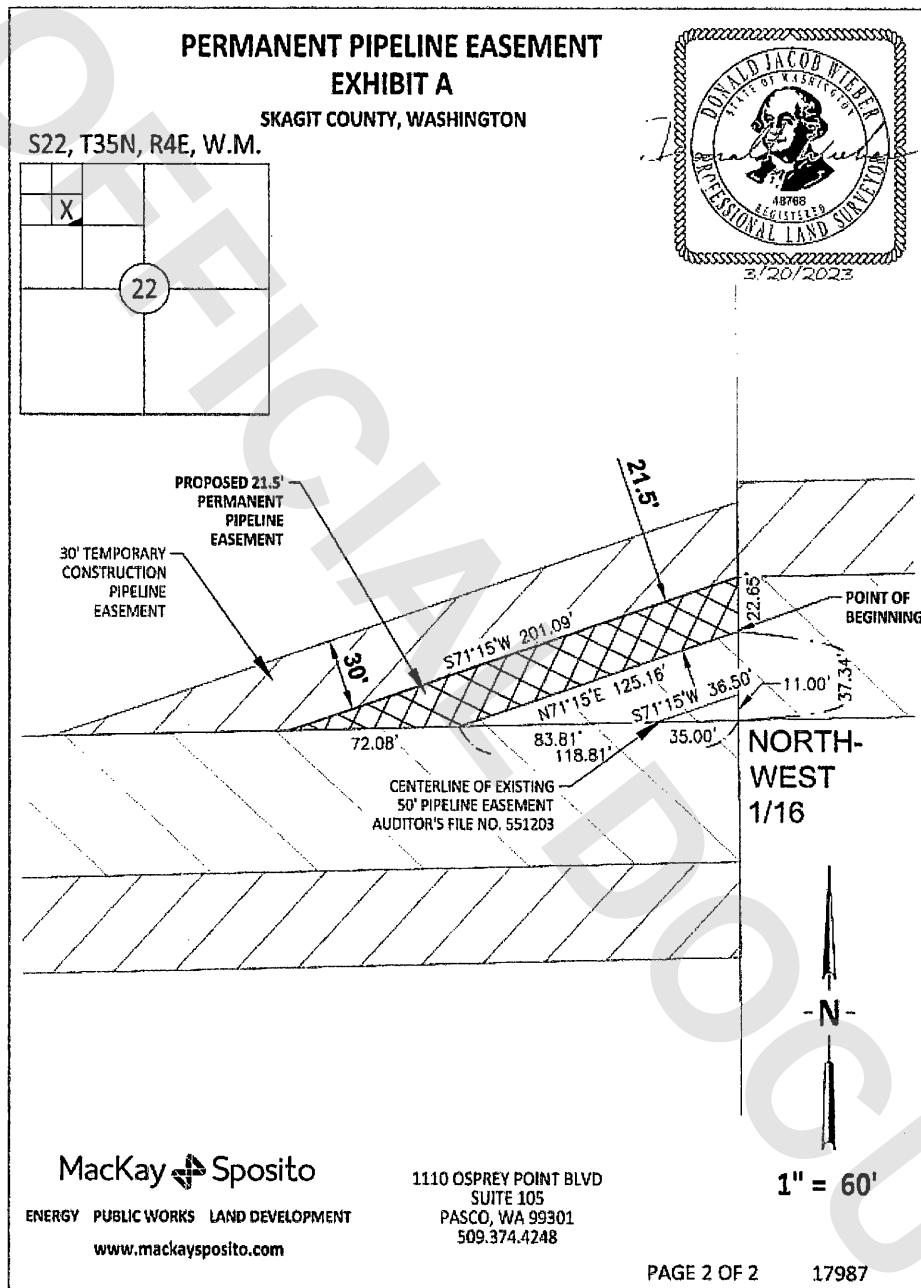 PERMANENT PIPELINE EASEMENT
EXHIBIT A
SKAGIT COUNTY, WASHINGTON
DONALD JACOB WIEBER
STATE OF WASHINGTON
48768
REGISTERED
PROFESSIONAL LAND SURVEYOR
3/20/2023
S22, T35N, R4E, W.M.
X
22
PROPOSED 21.5'
PERMANENT
PIPELINE
EASEMENT
21.5'
30' TEMPORARY
CONSTRUCTION
PIPELINE
EASEMENT
30'
S71°15'W 201.09'
22.65'
POINT OF
BEGINNING
N71°15'E 125.16'
S71°15'W 36.50'
11.00'
37.34'
72.08'
83.81'
118.81'
35.00'
NORTH-
WEST
1/16
CENTERLINE OF EXISTING
50' PIPELINE EASEMENT
AUDITOR'S FILE NO. 551203
-N-
1" = 60'
MacKay Sposito
ENERGY PUBLIC WORKS LAND DEVELOPMENT
www.mackaysposito.com
1110 OSPREY POINT BLVD
SUITE 105
PASCO, WA 99301
509.374.4248
PAGE 2 OF 2 17987
OFFICIAL DOCU